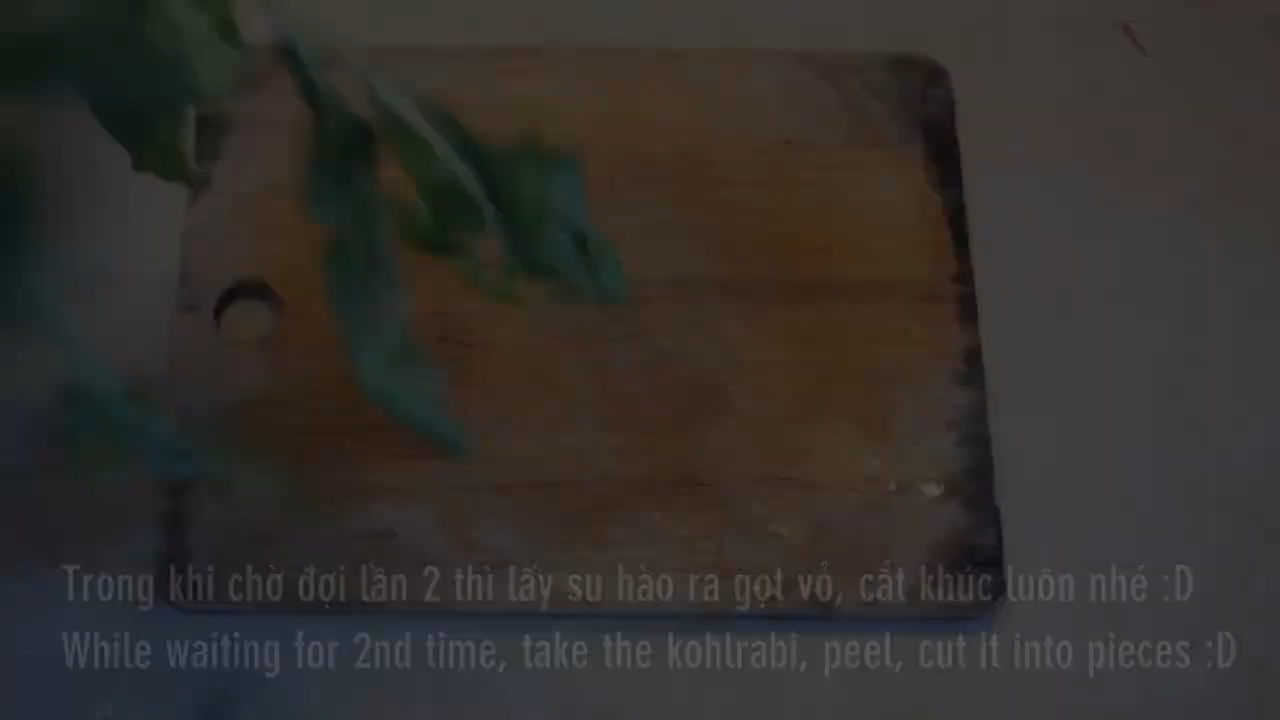 Trong khi chờ đợi lần 2 thì lấy su hào ra gọt vỏ, cắt khúc luôn nhé :D
While waiting for 2nd time, take the kohlrabi, peel, cut it into pieces :D